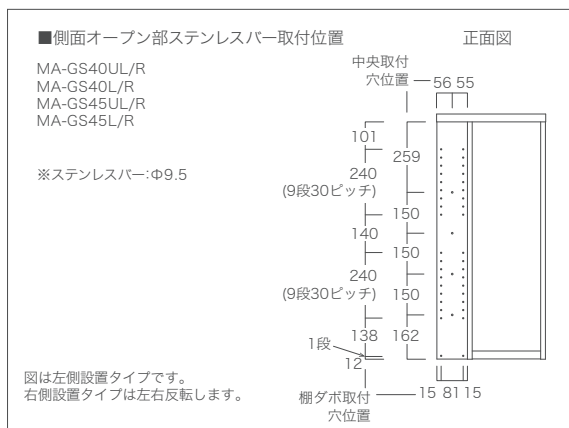 ■側面オープン部ステンレスバー取付位置
正面図
MA-GS40UL/R
MA-GS40L/R
MA-GS45UL/R
MA-GS45L/R
※ステンレスバー:Φ9.5
中央取付
穴位置
56 55
101
259
240
(9段30ピッチ)
150
140
150
240
(9段30ピッチ)
150
138
162
1段
12
図は左側設置タイプです。
右側設置タイプは左右反転します。
棚ダボ取付
穴位置
15 81 15